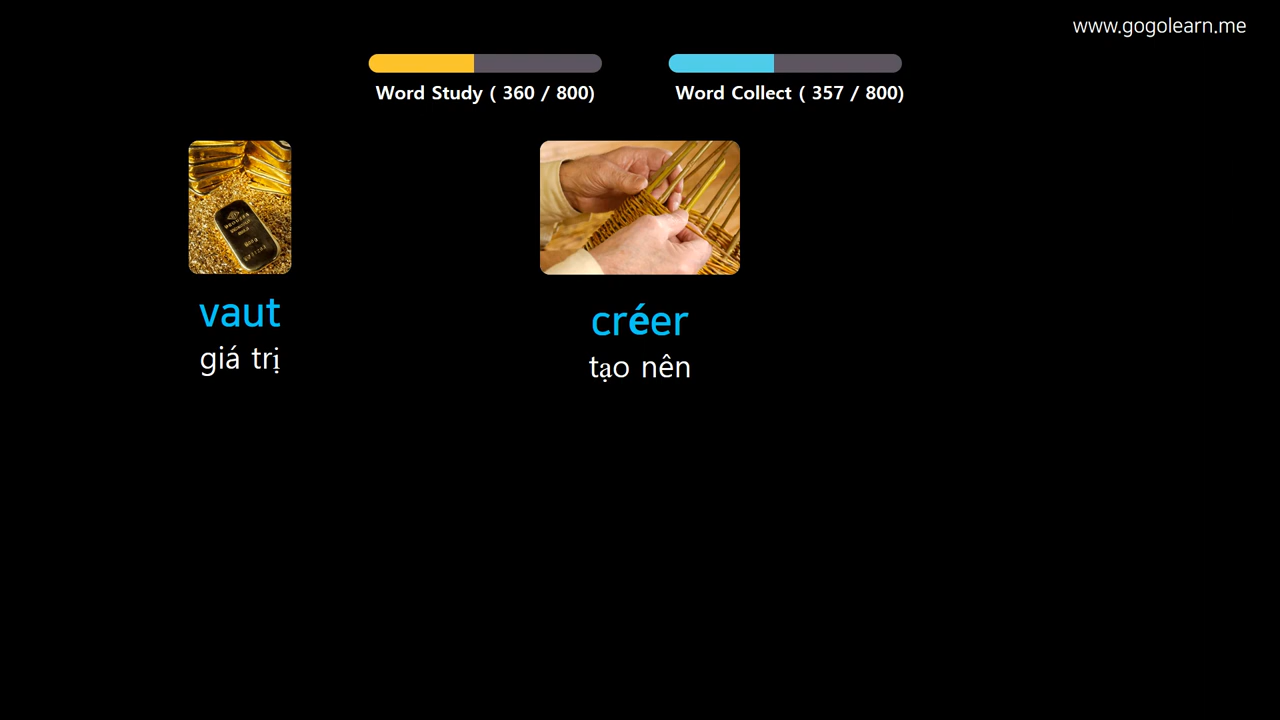 www.gogolearn.me
Word Study ( 360 / 800)
Word Collect ( 357 / 800)
vaut
giá trị
créer
tạo nên